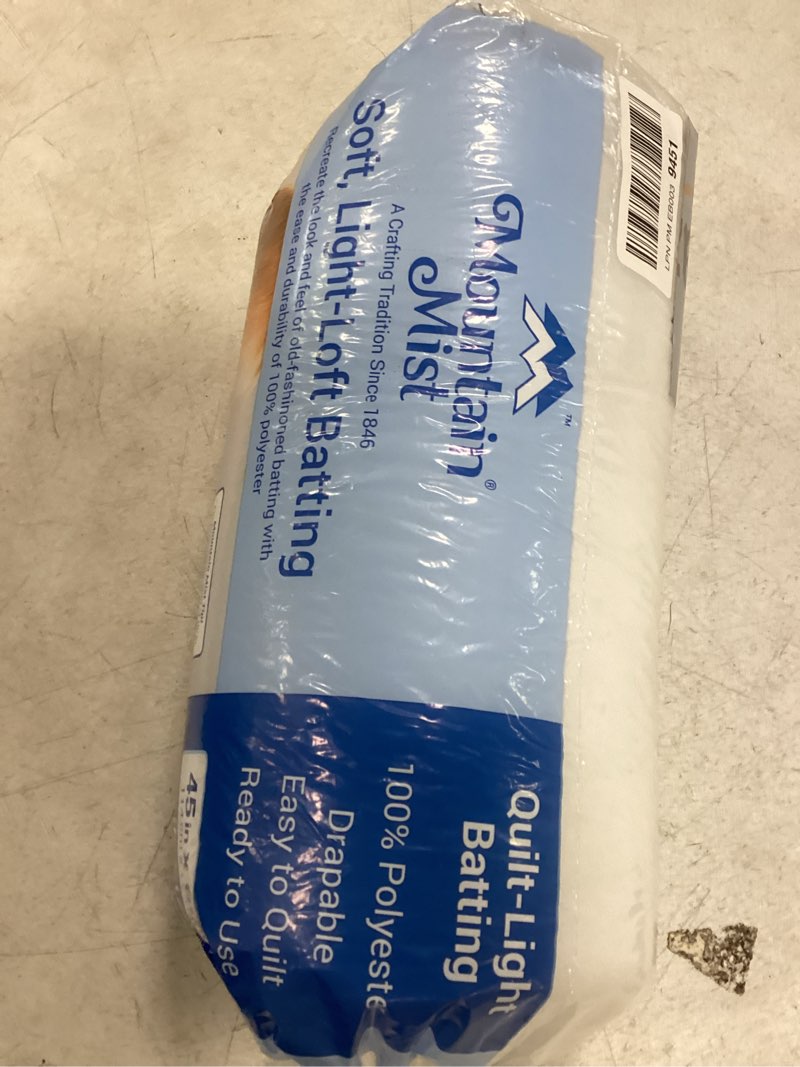 Mountain
Mist®
™
A Crafting Tradition Since 1846
Soft, Light-Loft Batting
Recreate the look and feel of old-fashinoned batting with
the ease and durability of 100% polyester
Quilt-Light
Batting
100% Polyeste
Drapable
Easy to Quilt
Ready to Use
45 in x
9451